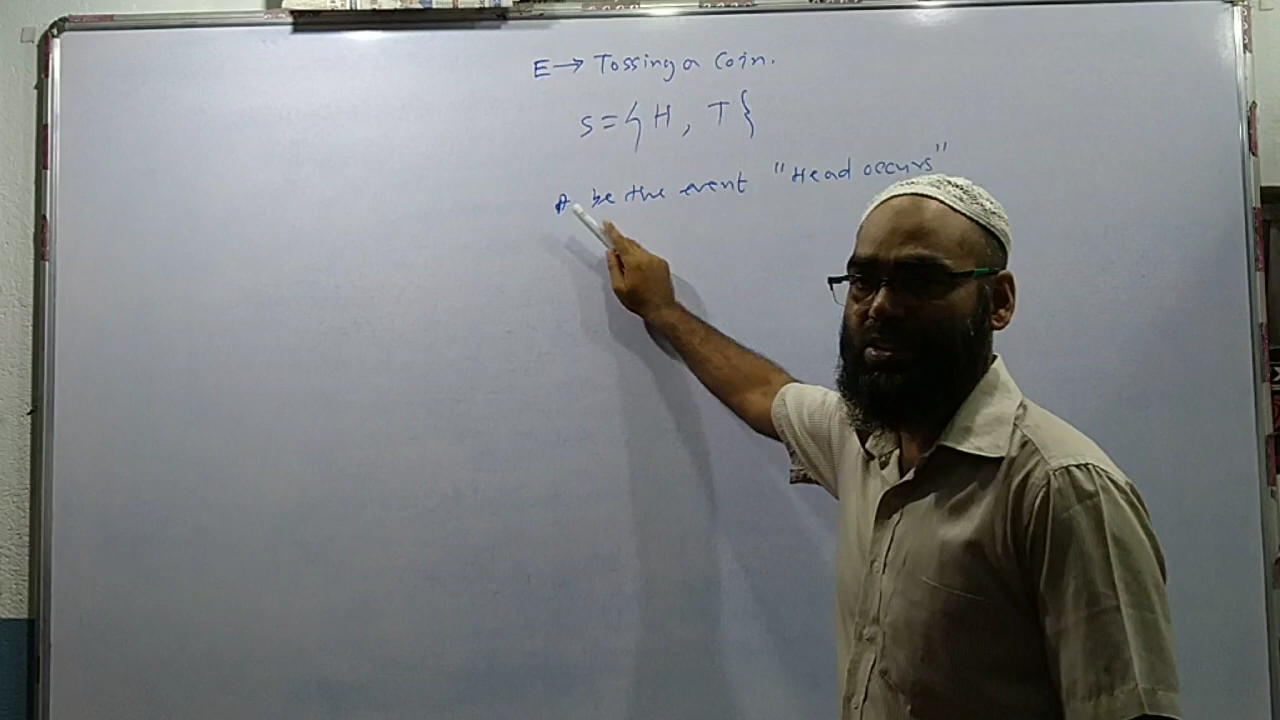 E → Tossing a Coin.
S = { H, T }
A be the event "Head occurs"